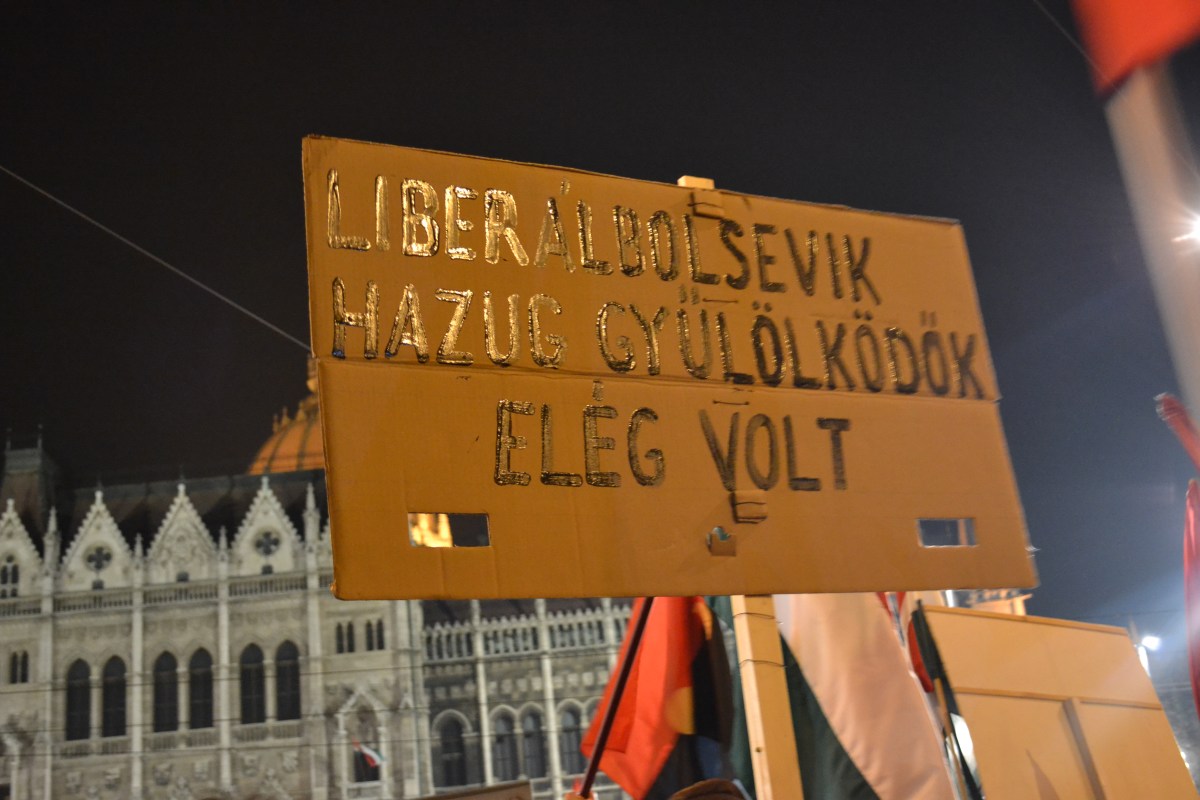 LIBERÁLBOLSEVIK
HAZUG GYŰLÖLKÖDŐK
ELÉG VOLT